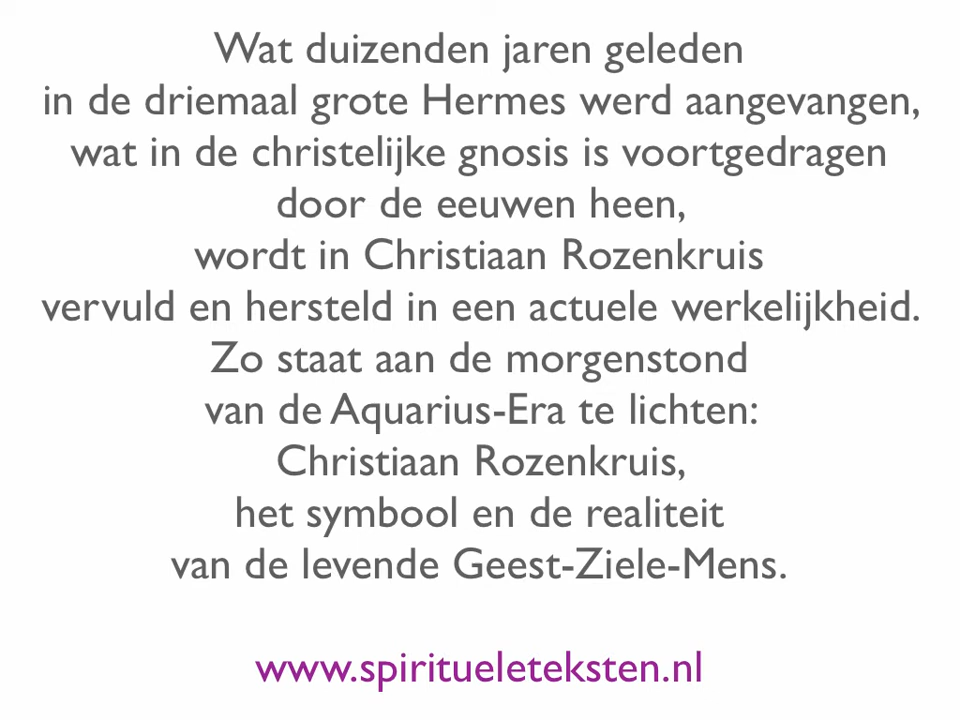 Wat duizenden jaren geleden
in de driemaal grote Hermes werd aangevangen,
wat in de christelijke gnosis is voortgedragen
door de eeuwen heen,
wordt in Christiaan Rozenkruis
vervuld en hersteld in een actuele werkelijkheid.
Zo staat aan de morgenstond
van de Aquarius-Era te lichten:
Christiaan Rozenkruis,
het symbool en de realiteit
van de levende Geest-Ziele-Mens.
www.spiritueleteksten.nl